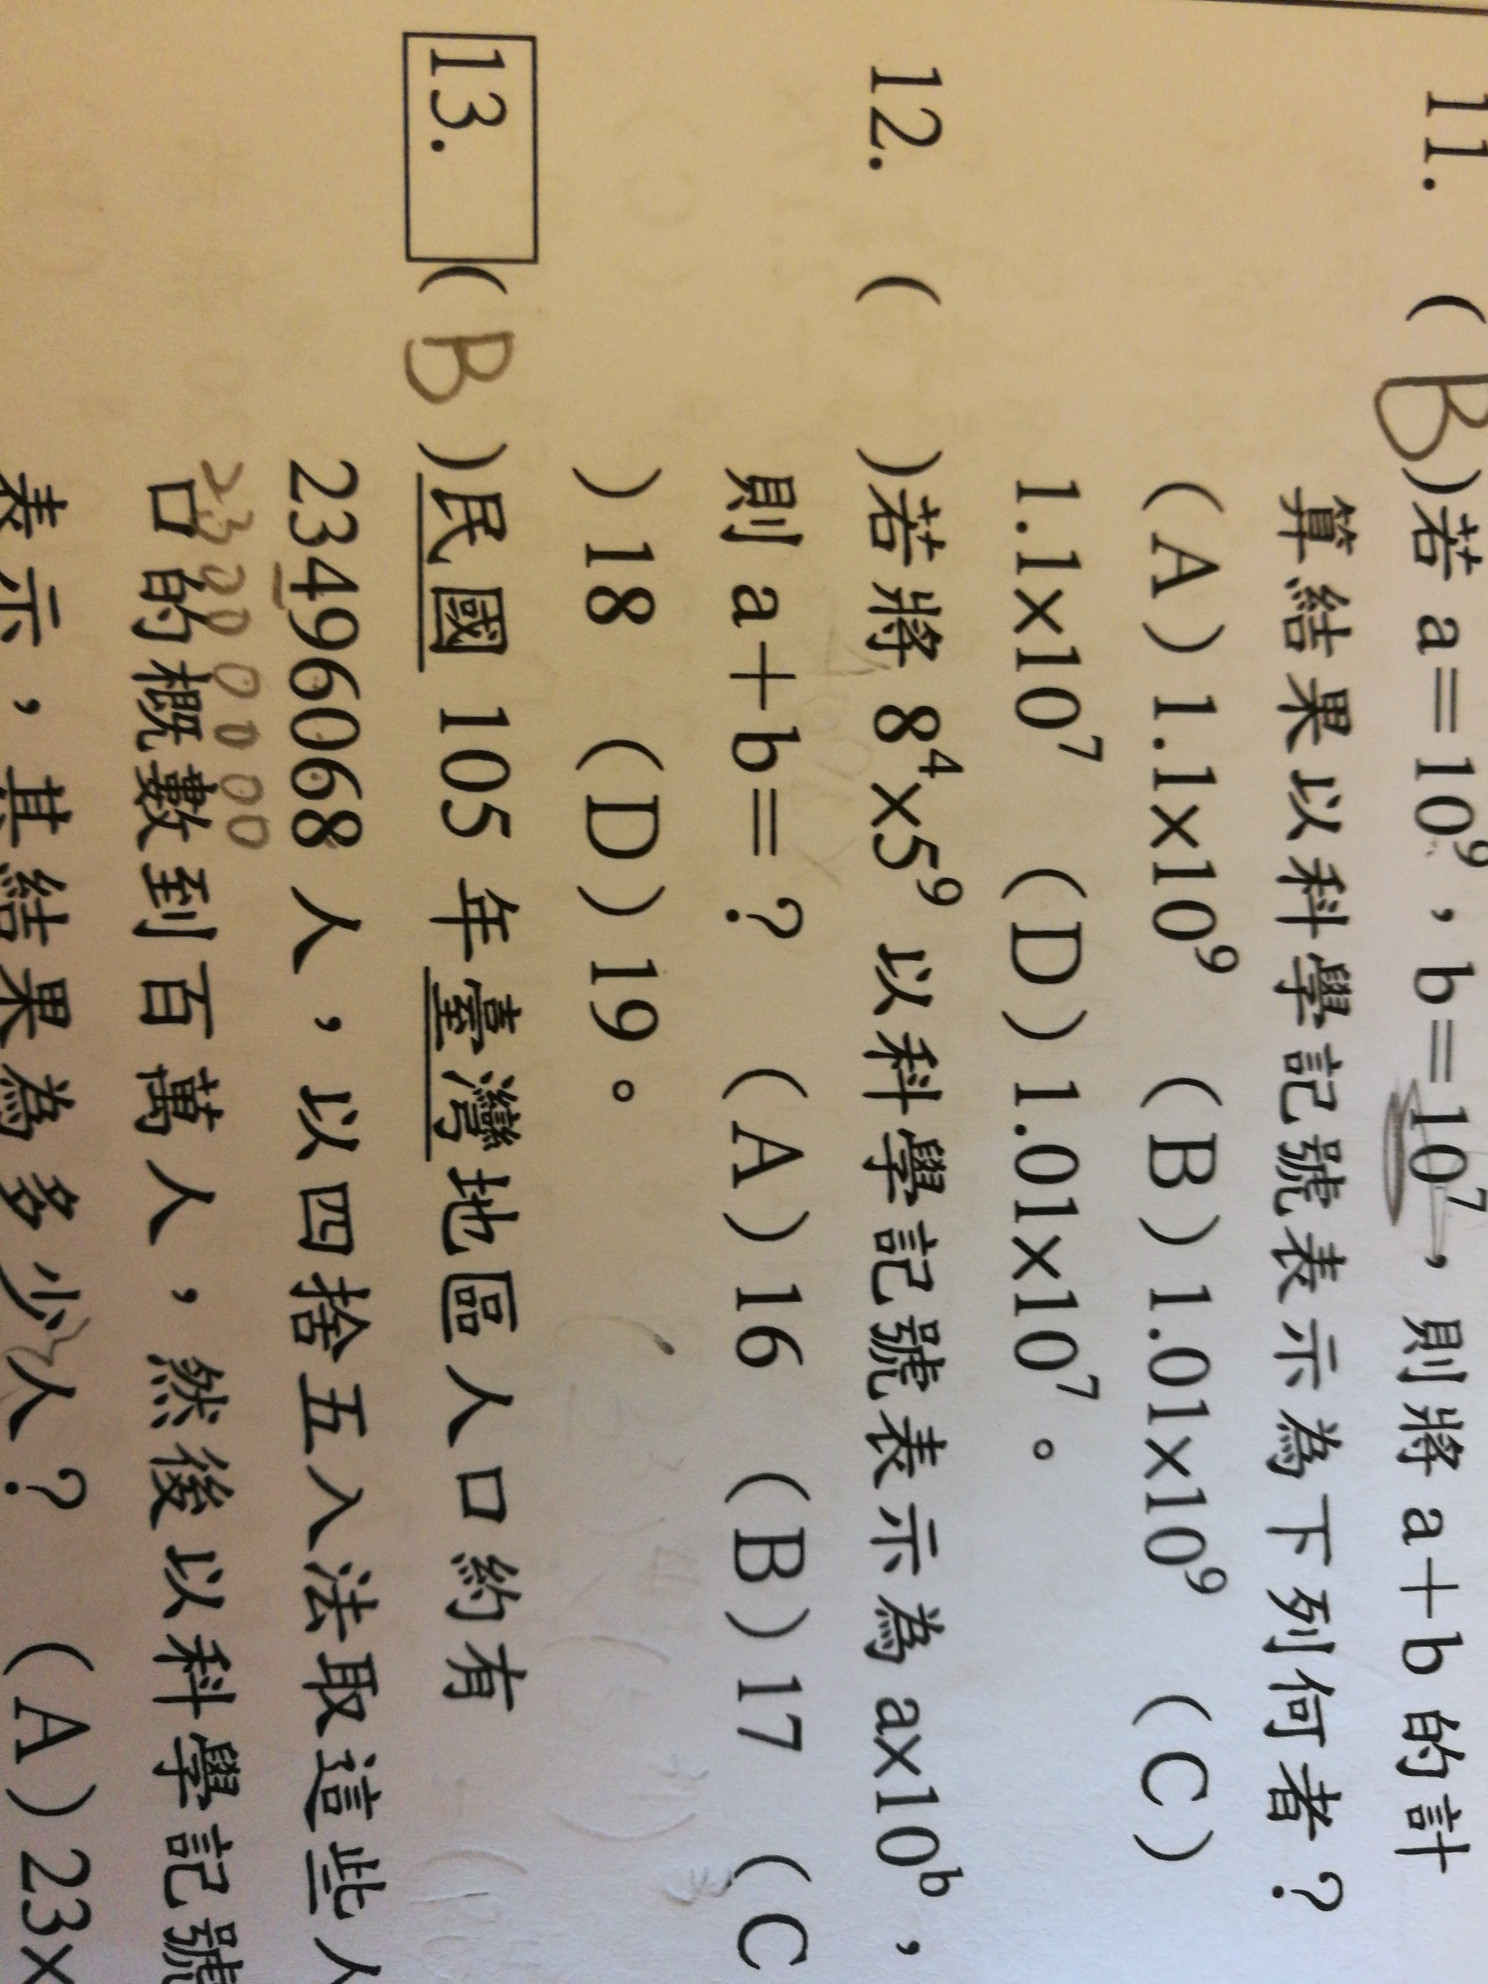 11. (B)若 a=10⁹,b=10⁷,則將 a+b 的計
算結果以科學記號表示為下列何者?
(A)1.1×10⁹ (B)1.01×10⁹ (C)
1.1×10⁷ (D)1.01×10⁷。
12. ( )若將 8⁴×5⁹ 以科學記號表示為 a×10ᵇ,
則 a+b=? (A)16 (B)17 (C
)18 (D)19。
13. (B)民國 105 年臺灣地區人口約有
23496068 人,以四捨五入法取這些人
口的概數到百萬人,然後以科學記號
表示,其結果為多少人? (A)23×